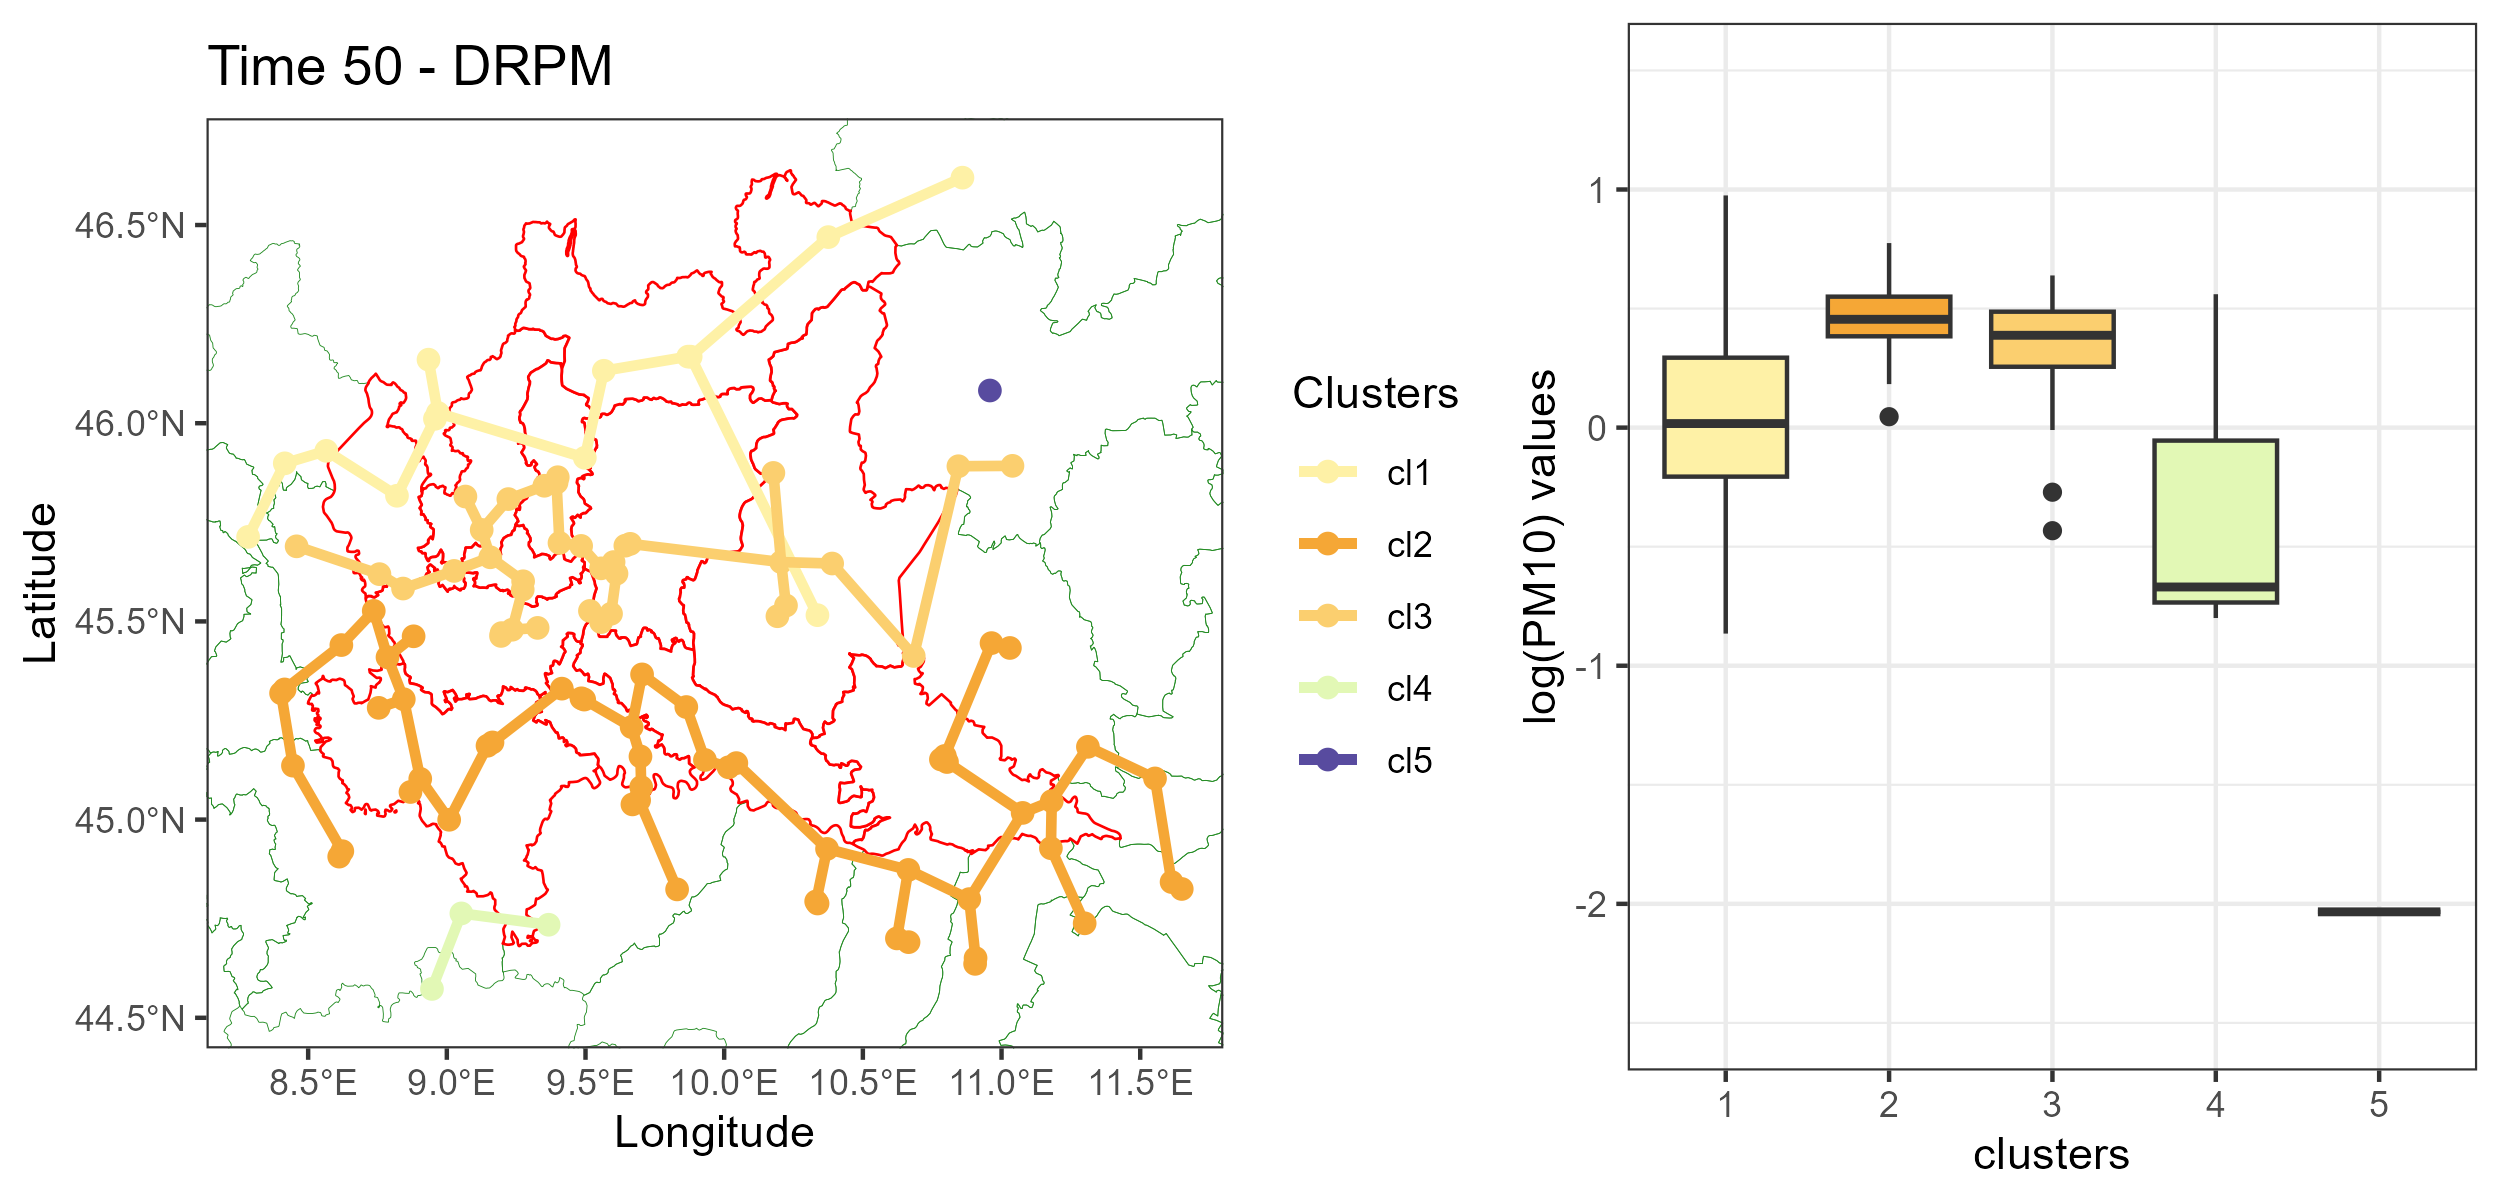 Time 50 - DRPM
Latitude
46.5°N
46.0°N
45.5°N
45.0°N
44.5°N
8.5°E
9.0°E
9.5°E
10.0°E
10.5°E
11.0°E
11.5°E
Longitude
Clusters
cl1
cl2
cl3
cl4
cl5
log(PM10) values
1
0
-1
-2
1
2
3
4
5
clusters